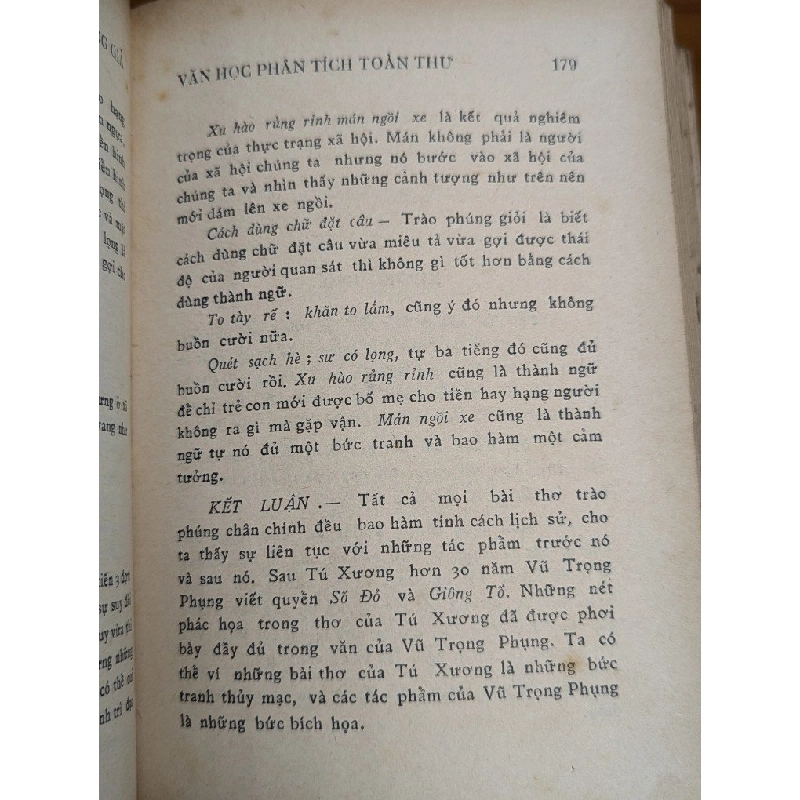 VĂN HỌC PHÂN TÍCH TOÀN THƯ 179
Xu hào rủng rỉnh mán ngồi xe là kết quả nghiêm
trọng của thực trạng xã hội. Mán không phải là người
của xã hội chúng ta nhưng nó bước vào xã hội của
chúng ta và nhìn thấy những cảnh tượng như trên nên
mới dám lên xe ngồi.
Cách dùng chữ đặt câu — Trào phúng giỏi là biết
cách dùng chữ đặt câu vừa miêu tả vừa gợi được thái
độ của người quan sát thì không gì tốt hơn bằng cách
dùng thành ngữ.
To tày rế : khăn to lắm, cũng ý đó nhưng không
buồn cười nữa.
Quét sạch hè ; sư có lọng, tự ba tiếng đó cũng đủ
buồn cười rồi. Xu hào rủng rỉnh cũng là thành ngữ
để chỉ trẻ con mới được bố mẹ cho tiền hay hạng người
không ra gì mà gặp vận. Mán ngồi xe cũng là thành
ngữ tự nó đủ một bức tranh và bao hàm một cảm
tưởng.
KẾT LUẬN .— Tất cả mọi bài thơ trào
phúng chân chinh đều bao hàm tính cách lịch sử, cho
ta thấy sự liên tục với những tác phẩm trước nó
và sau nó. Sau Tú Xương hơn 30 năm Vũ Trọng
Phụng viết quyển Số Đỏ và Giông Tố. Những nét
phác họa trong thơ của Tú Xương đã được phơi
bày đầy đủ trong văn của Vũ Trọng Phụng. Ta có
thể ví những bài thơ của Tú Xương là những bức
tranh thủy mạc, và các tác phẩm của Vũ Trọng Phụng
là những bức bích họa.